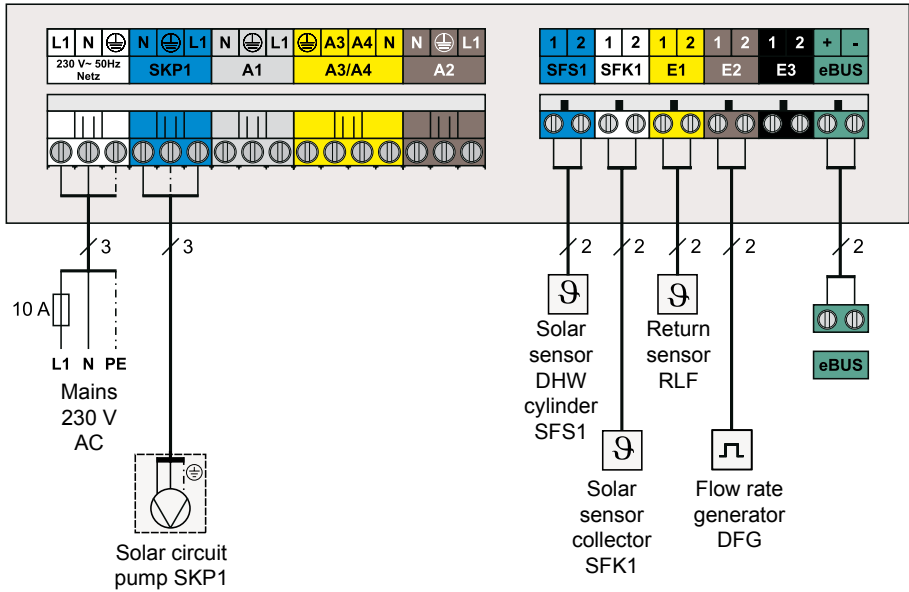 L1 N N L1 N L1 A3 A4 N N L1
230 V~ 50Hz
Netz
SKP1 A1 A3/A4 A2
1 2 1 2 1 2 1 2 1 2 + -
SFS1 SFK1 E1 E2 E3 eBUS
3 3 2 2 2 2 2
10 A
L1 N PE
Mains
230 V
AC
Solar circuit
pump SKP1
ϑ
Solar
sensor
DHW
cylinder
SFS1
ϑ
Solar
sensor
collector
SFK1
ϑ
Return
sensor
RLF
Flow rate
generator
DFG
eBUS